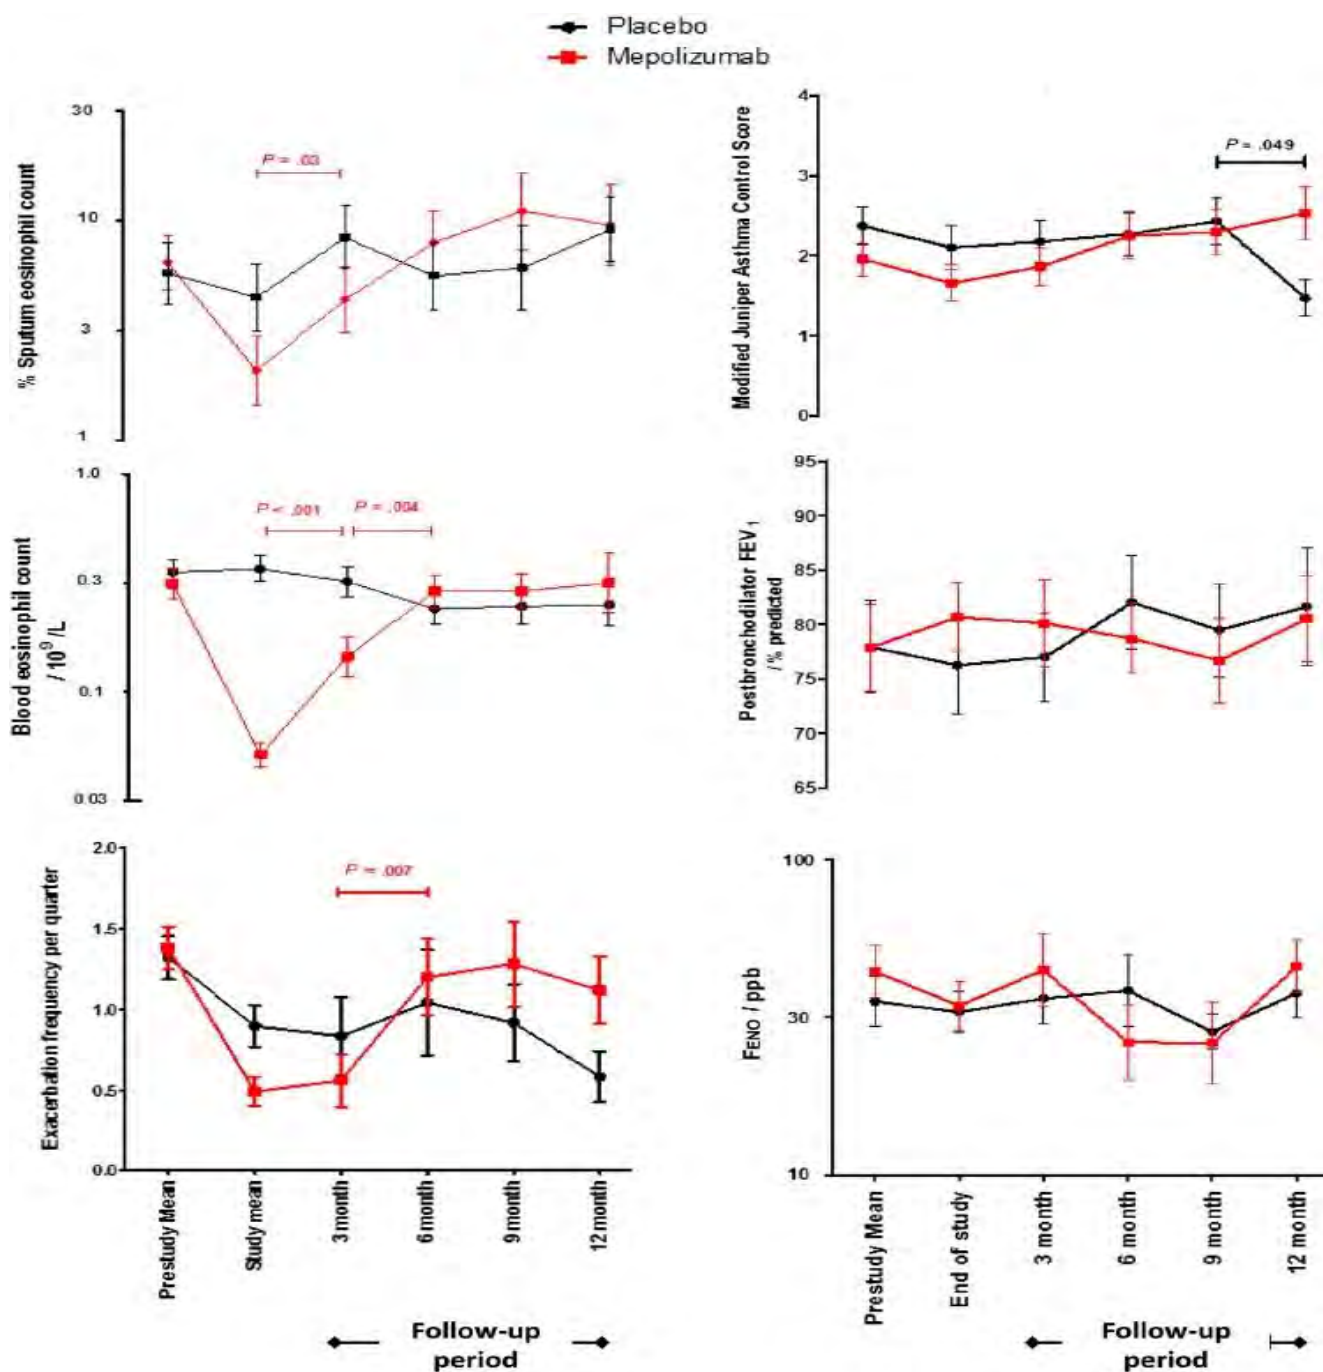 Placebo
Mepolizumab
% Sputum eosinophil count
30
10
3
1
P = .03
Modified Juniper Asthma Control Score
4
3
2
1
0
P = .049
Blood eosinophil count
/ 10⁹ /L
1.0
0.3
0.1
0.03
P < .001
P = .004
Postbronchodilator FEV₁
/ % predicted
95
90
85
80
75
70
65
Exacerbation frequency per quarter
2.0
1.5
1.0
0.5
0.0
P = .007
Prestudy Mean
Study mean
3 month
6 month
9 month
12 month
Follow-up
period
FENO / ppb
100
30
10
Prestudy Mean
End of study
3 month
6 month
9 month
12 month
Follow-up
period